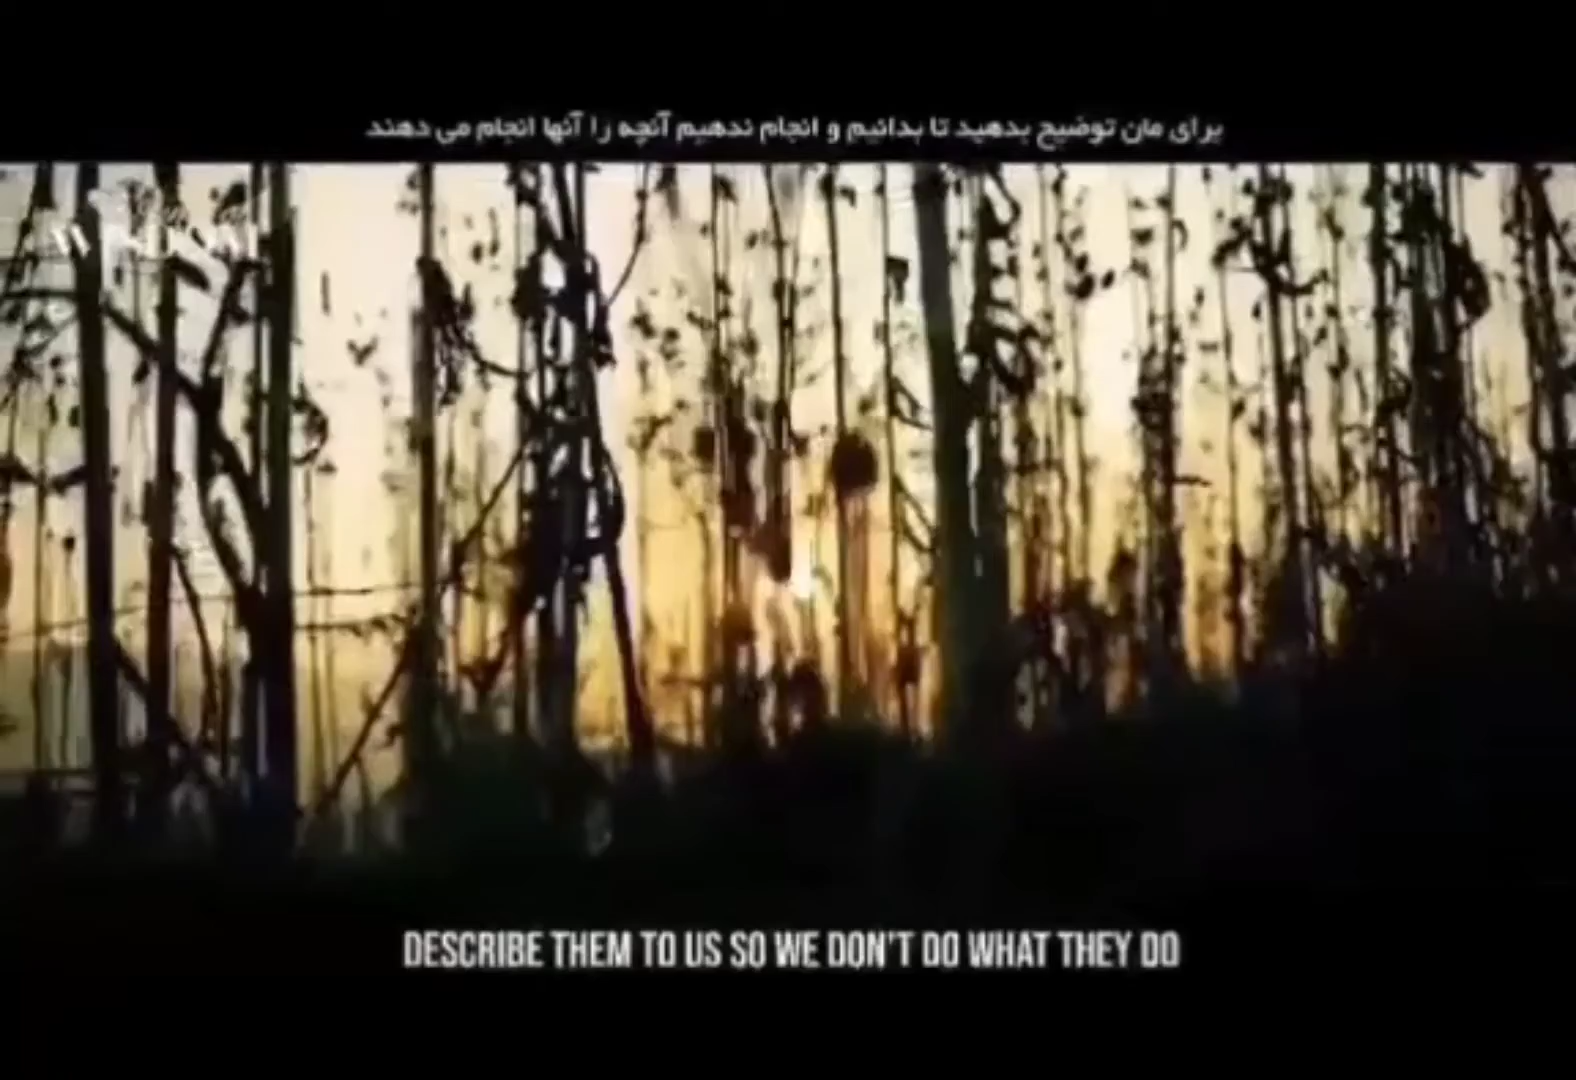 برای مان توضیح بدهید تا بدانیم و انجام ندهیم آنچه را آنها انجام می دهند
DESCRIBE THEM TO US SO WE DON'T DO WHAT THEY DO